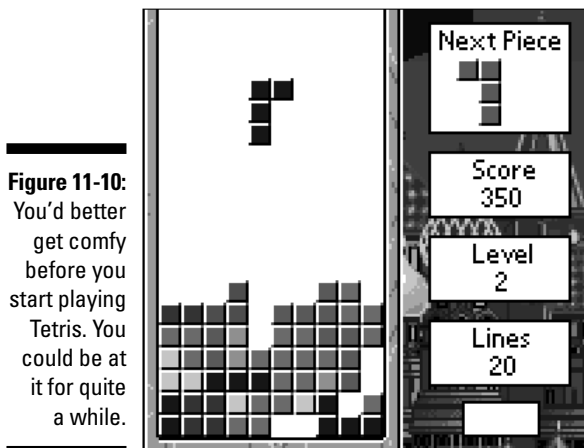 Figure 11-10:
You'd better
get comfy
before you
start playing
Tetris. You
could be at
it for quite
a while.
Next Piece
Score
350
Level
2
Lines
20